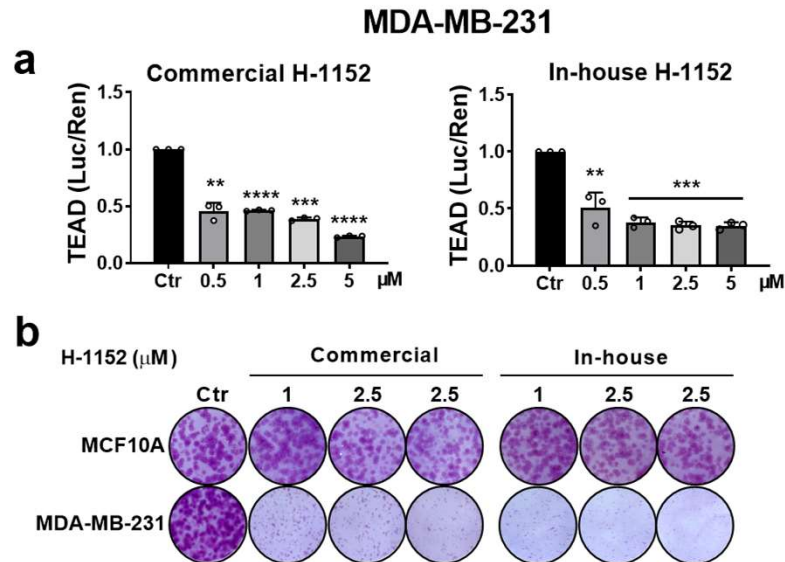 MDA-MB-231
a
Commercial H-1152
TEAD (Luc/Ren)
1.5
1.0
0.5
0.0
** **** *** ****
Ctr 0.5 1 2.5 5 µM
In-house H-1152
TEAD (Luc/Ren)
1.5
1.0
0.5
0.0
** ***
Ctr 0.5 1 2.5 5 µM
b
H-1152 (µM) Commercial In-house
Ctr 1 2.5 2.5 1 2.5 2.5
MCF10A
MDA-MB-231